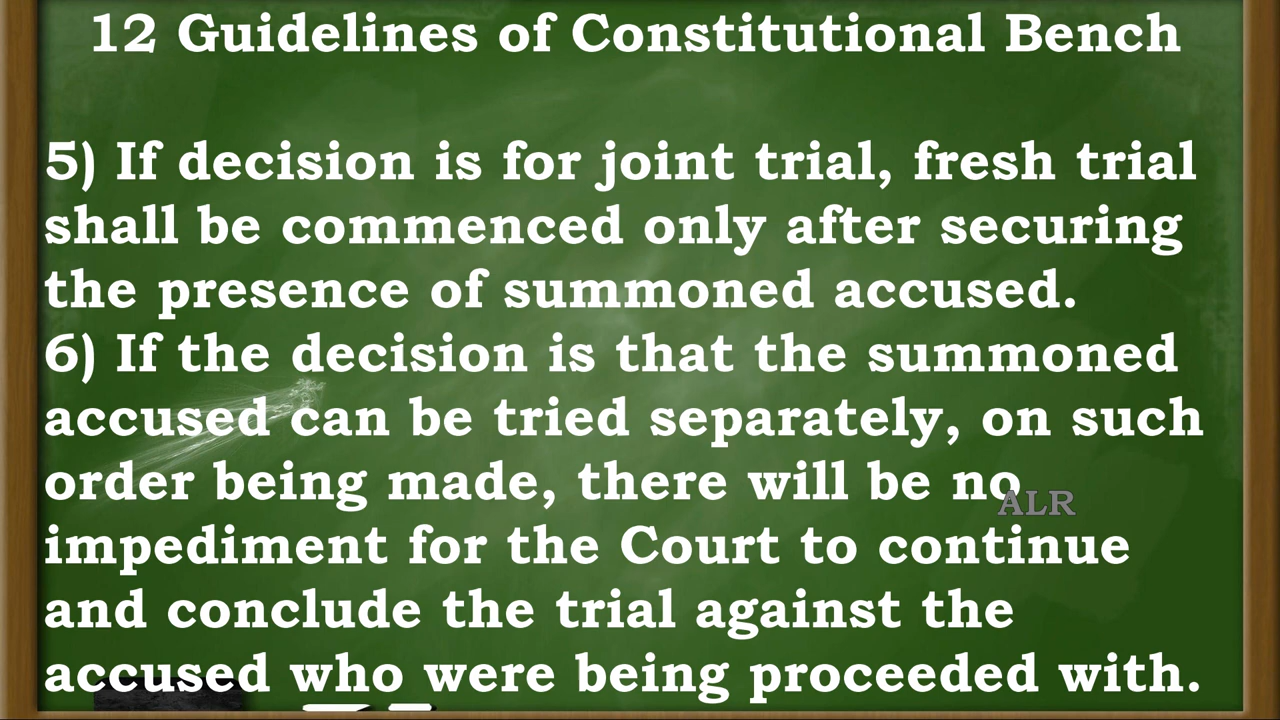 12 Guidelines of Constitutional Bench
5) If decision is for joint trial, fresh trial
shall be commenced only after securing
the presence of summoned accused.
6) If the decision is that the summoned
accused can be tried separately, on such
order being made, there will be no
ALR
impediment for the Court to continue
and conclude the trial against the
accused who were being proceeded with.